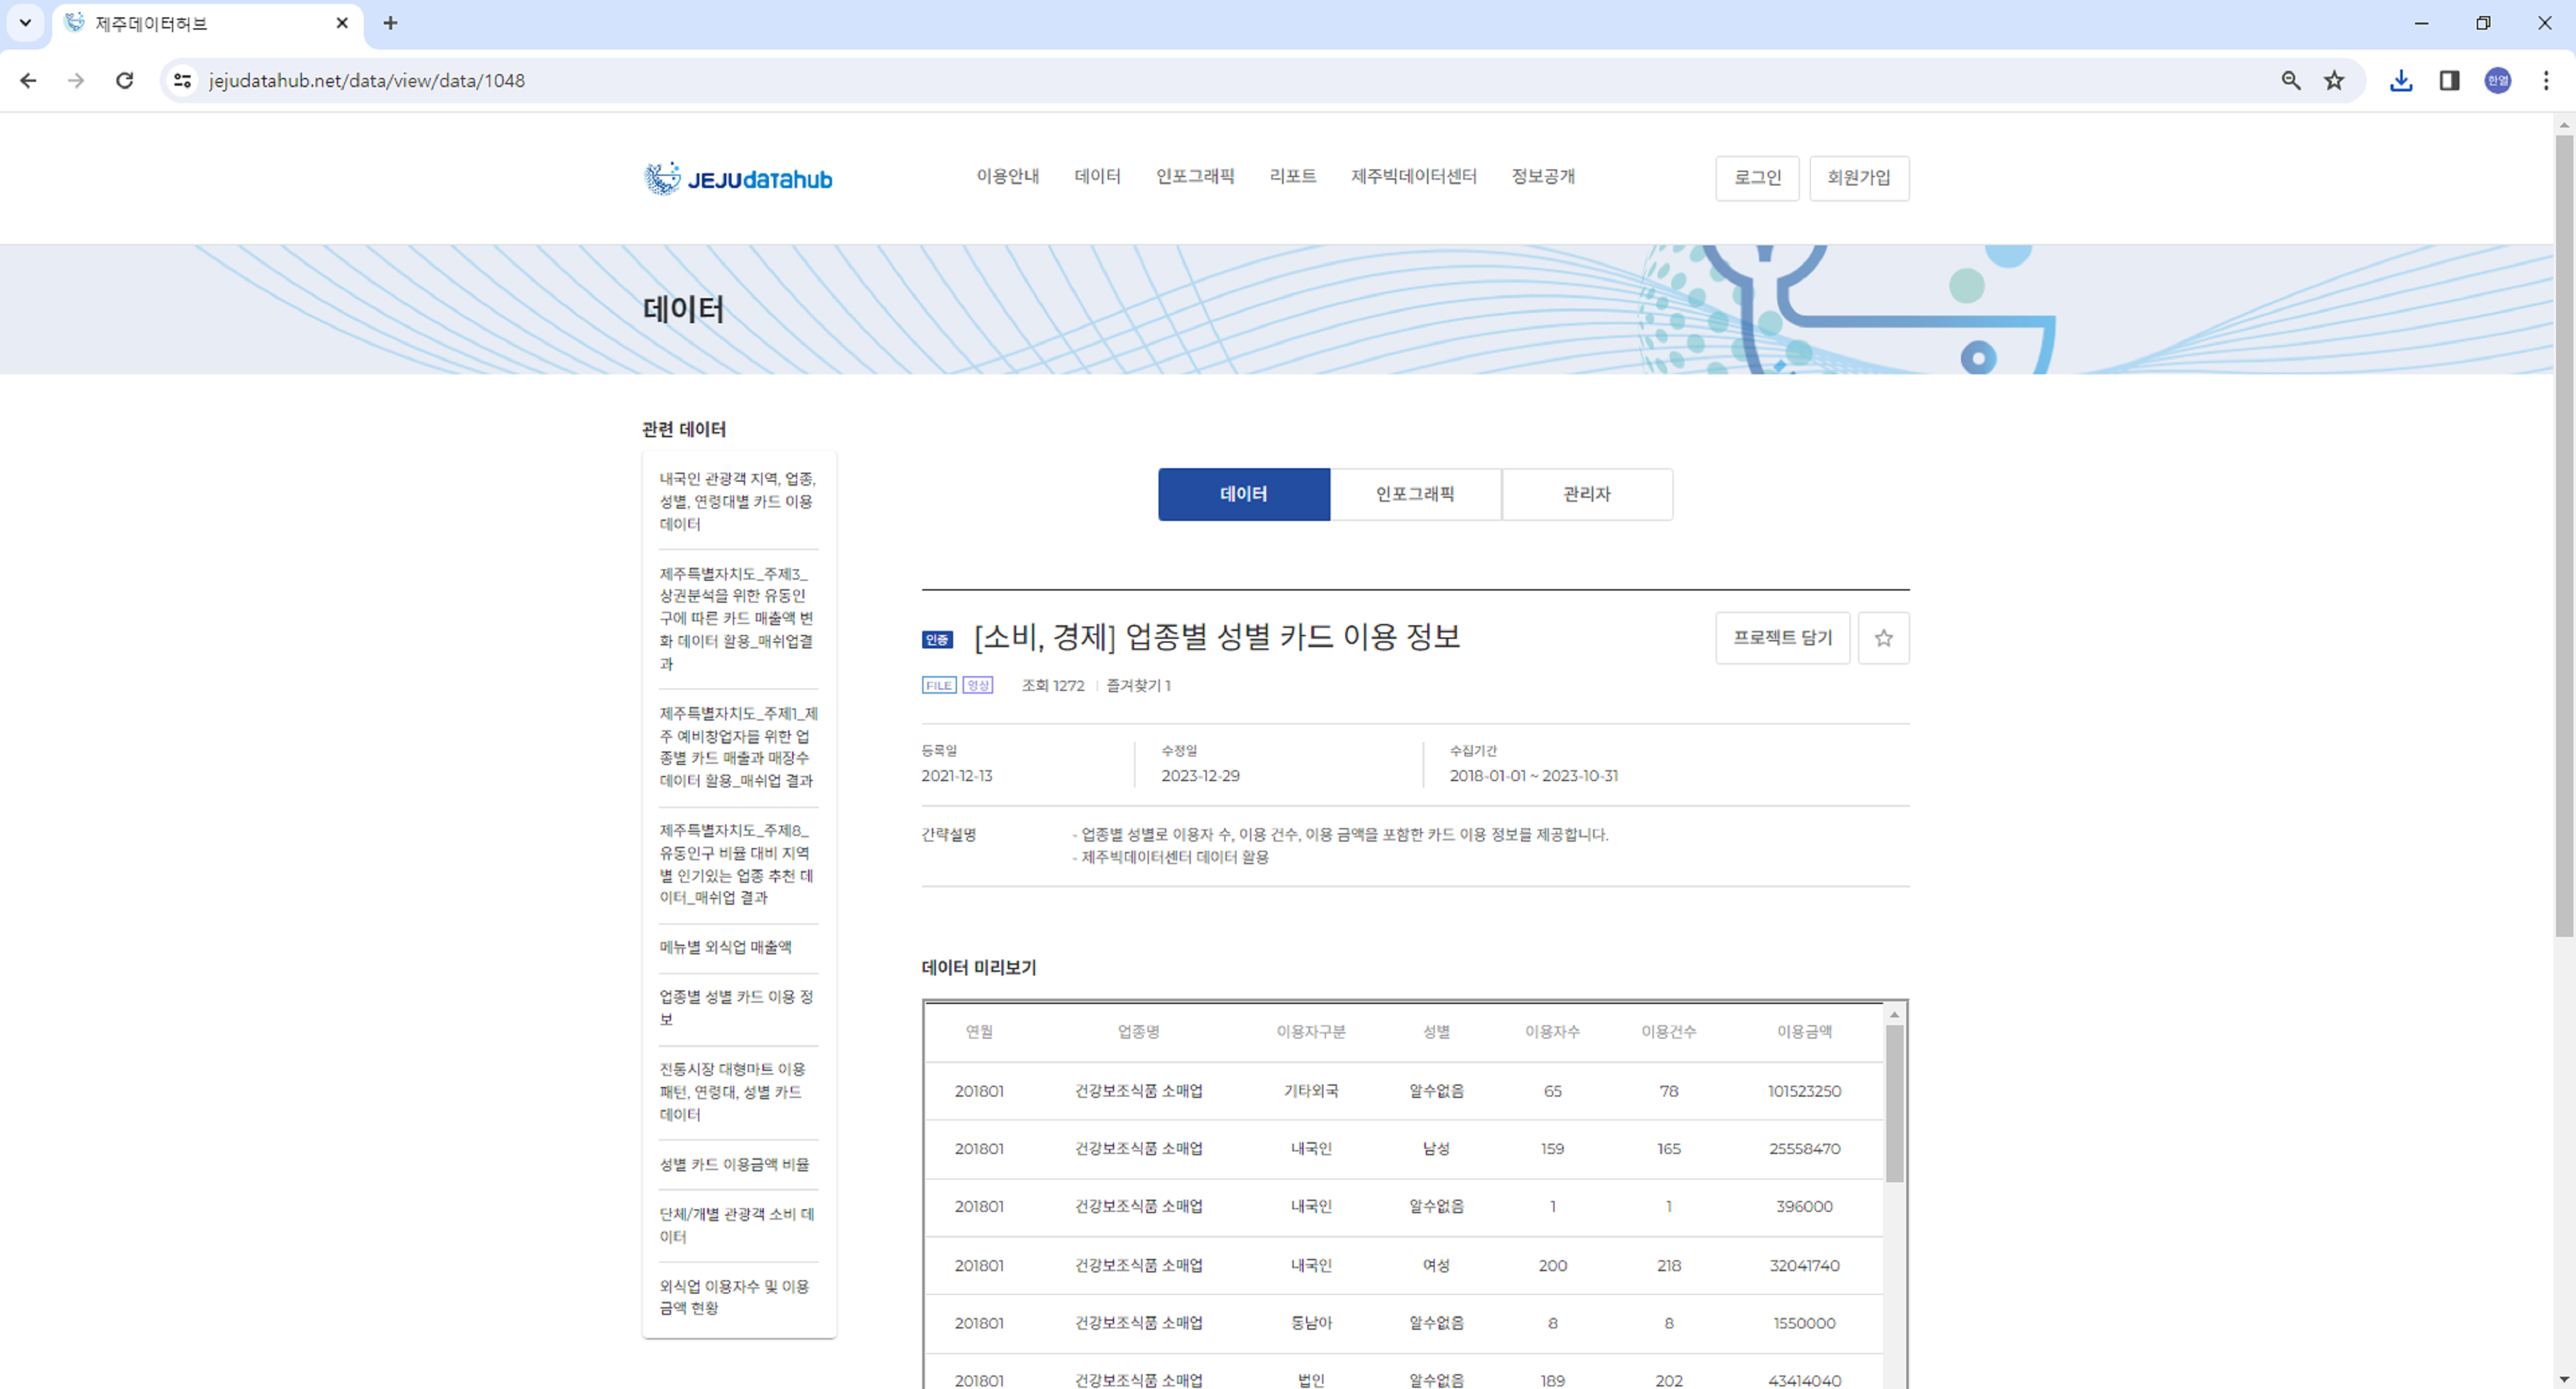 제주데이터허브
jejudatahub.net/data/view/data/1048
한열
JEJUdatahub
이용안내 데이터 인포그래픽 리포트 제주빅데이터센터 정보공개
로그인 회원가입
데이터
관련 데이터
내국인 관광객 지역, 업종,
성별, 연령대별 카드 이용
데이터
제주특별자치도_주제3_
상권분석을 위한 유동인
구에 따른 카드 매출액 변
화 데이터 활용_매쉬업결
과
제주특별자치도_주제1_제
주 예비창업자를 위한 업
종별 카드 매출과 매장수
데이터 활용_매쉬업 결과
제주특별자치도_주제8_
유동인구 비율 대비 지역
별 인기있는 업종 추천 데
이터_매쉬업 결과
메뉴별 외식업 매출액
업종별 성별 카드 이용 정
보
전통시장 대형마트 이용
패턴, 연령대, 성별 카드
데이터
성별 카드 이용금액 비율
단체/개별 관광객 소비 데
이터
외식업 이용자수 및 이용
금액 현황
데이터 인포그래픽 관리자
인증 [소비, 경제] 업종별 성별 카드 이용 정보
프로젝트 담기
FILE 영상 조회 1272 즐겨찾기 1
등록일 수정일 수집기간
2021-12-13 2023-12-29 2018-01-01 ~ 2023-10-31
간략설명 - 업종별 성별로 이용자 수, 이용 건수, 이용 금액을 포함한 카드 이용 정보를 제공합니다.
- 제주빅데이터센터 데이터 활용
데이터 미리보기
연월 업종명 이용자구분 성별 이용자수 이용건수 이용금액
201801 건강보조식품 소매업 기타외국 알수없음 65 78 101523250
201801 건강보조식품 소매업 내국인 남성 159 165 25558470
201801 건강보조식품 소매업 내국인 알수없음 1 1 396000
201801 건강보조식품 소매업 내국인 여성 200 218 32041740
201801 건강보조식품 소매업 동남아 알수없음 8 8 1550000
201801 건강보조식품 소매업 법인 알수없음 189 202 43414040